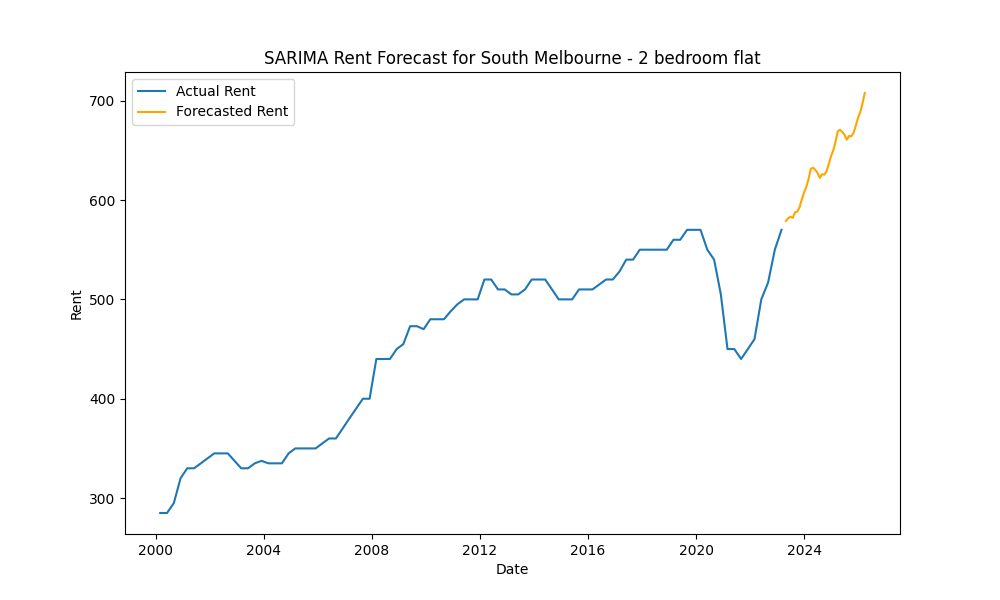 SARIMA Rent Forecast for South Melbourne - 2 bedroom flat
Actual Rent
Forecasted Rent
700
600
500
400
300
Rent
2000 2004 2008 2012 2016 2020 2024
Date